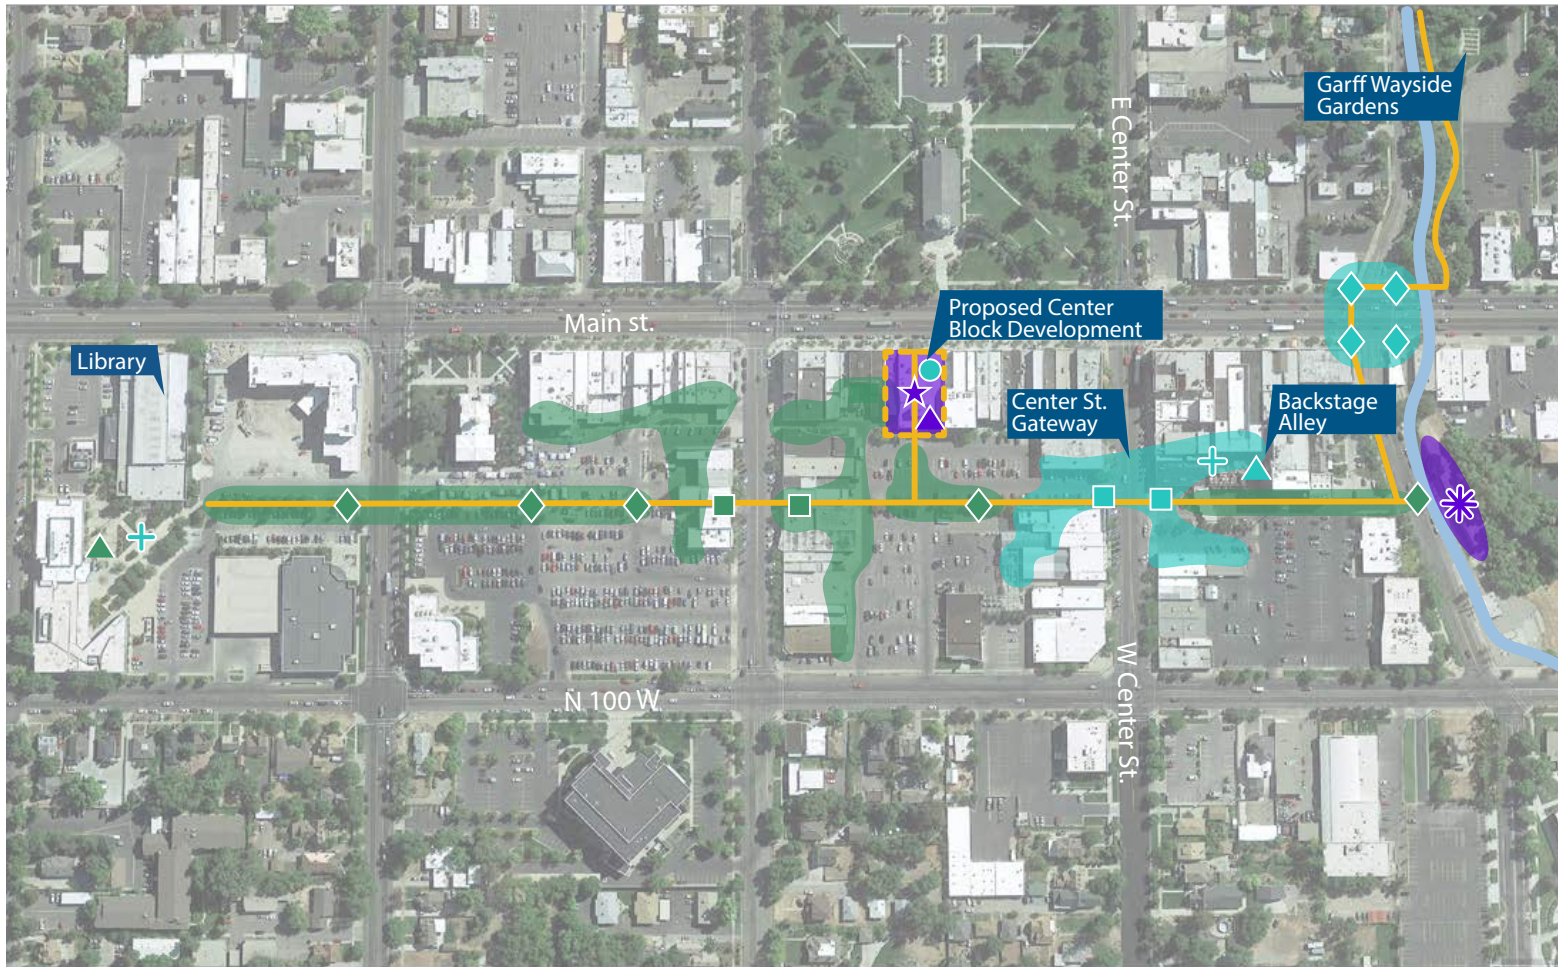 Garff Wayside
Gardens
E Center St.
Proposed Center
Block Development
Main st.
Library
Center St.
Gateway
Backstage
Alley
N 100 W
W Center St.